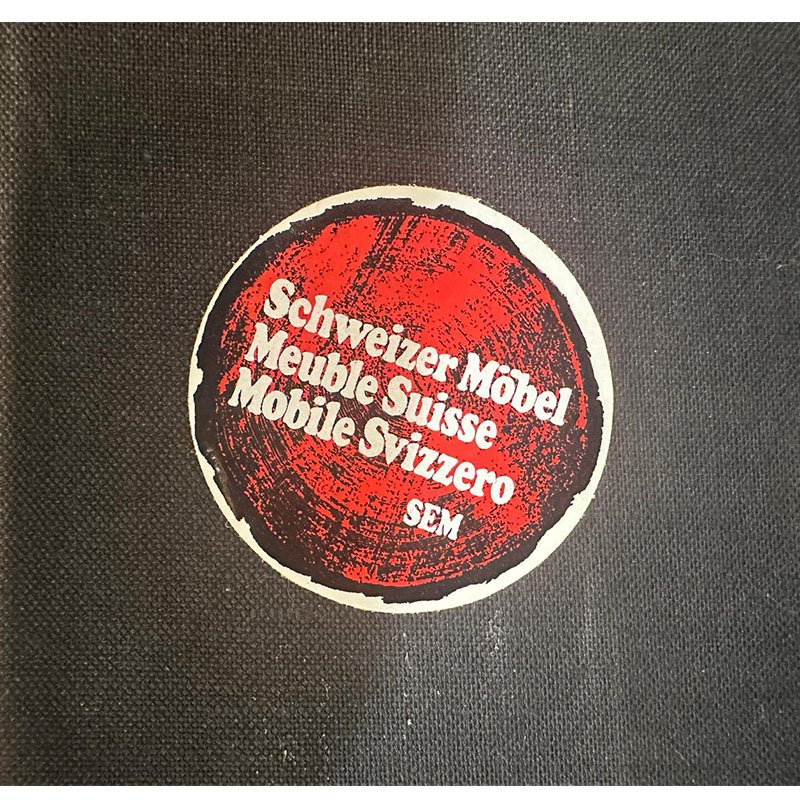 Schweizer Möbel
Meuble Suisse
Mobile Svizzero
SEM